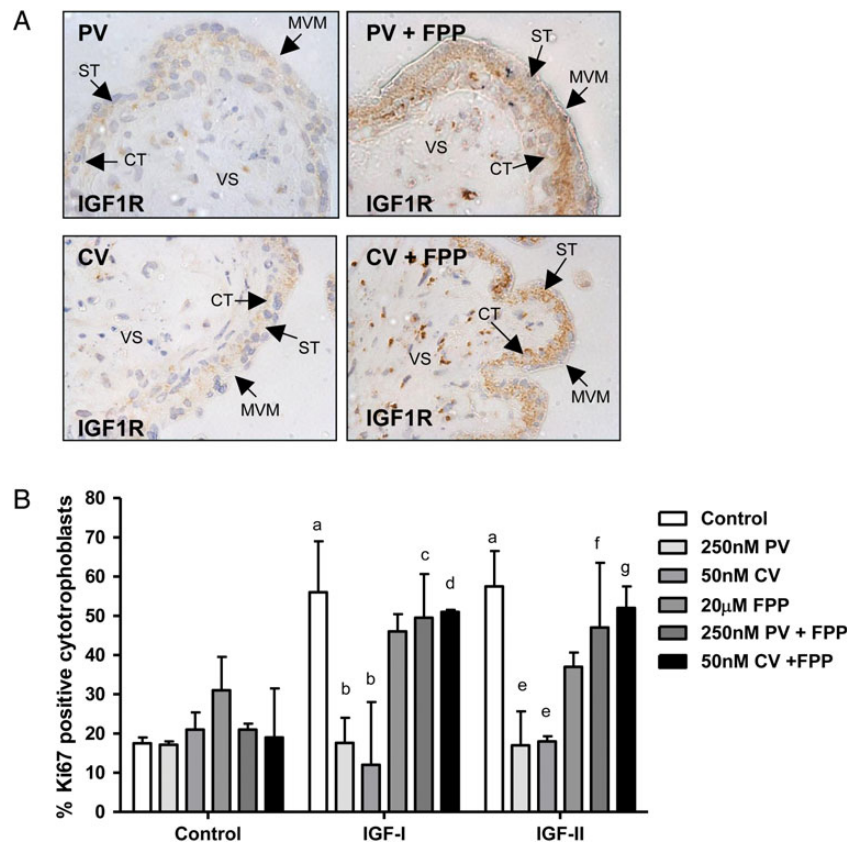 A
PV
MVM
ST
CT
VS
IGF1R
PV + FPP
ST
MVM
VS
CT
IGF1R
CV
CT
VS
ST
MVM
IGF1R
CV + FPP
ST
CT
VS
MVM
IGF1R
B
% Ki67 positive cytotrophoblasts
80
70
60
50
40
30
20
10
0
a
b
b
c
d
a
e
e
f
g
Control
IGF-I
IGF-II
Control
250nM PV
50nM CV
20μM FPP
250nM PV + FPP
50nM CV +FPP